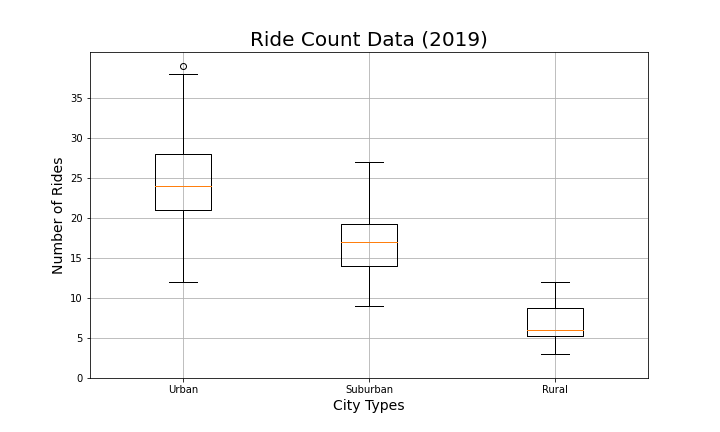 Ride Count Data (2019)
Number of Rides
35
30
25
20
15
10
5
0
Urban
Suburban
Rural
City Types